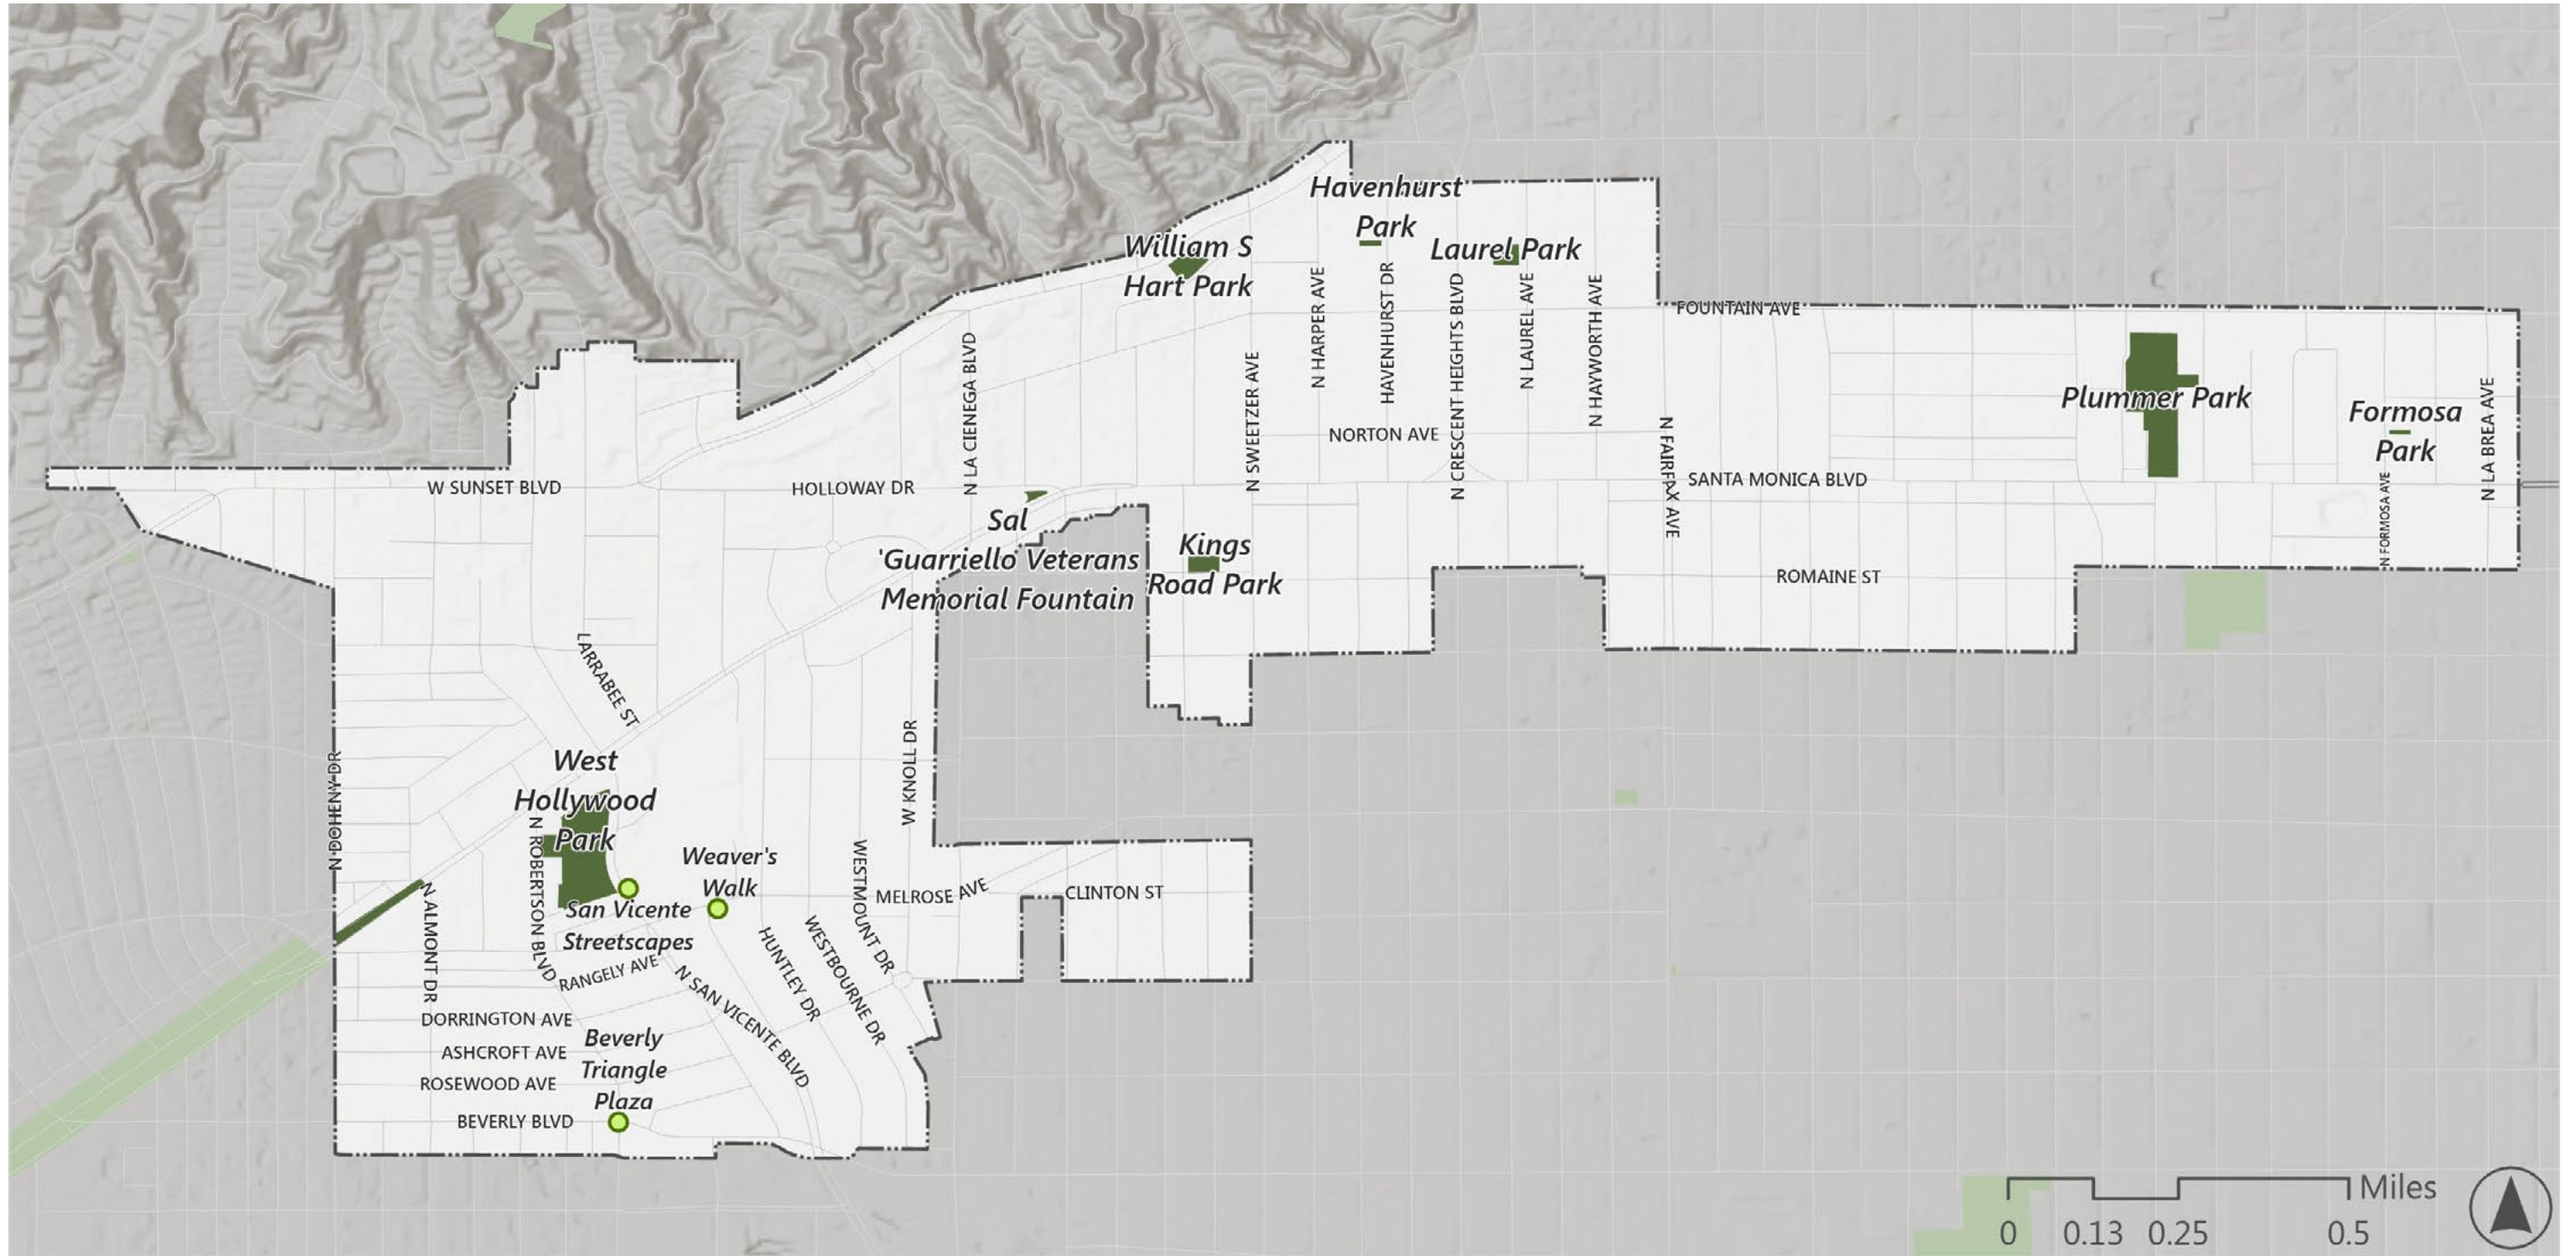 Havenhurst
Park
William S
Hart Park
Laurel Park
N HARPER AVE
HAVENHURST DR
N CRESCENT HEIGHTS BLVD
N LAUREL AVE
N HAYWORTH AVE
FOUNTAIN AVE
N LA CIENEGA BLVD
N SWEETZER AVE
NORTON AVE
N FAIRFAX AVE
Plummer Park
Formosa
Park
N LA BREA AVE
W SUNSET BLVD
HOLLOWAY DR
SANTA MONICA BLVD
N FORMOSA AVE
Sal
'Guarriello Veterans
Memorial Fountain
Kings
Road Park
ROMAINE ST
LARRABEE ST
N DOHENY DR
West
Hollywood
Park
W KNOLL DR
N ROBERTSON BLVD
Weaver's
Walk
WESTMOUNT DR
MELROSE AVE
CLINTON ST
N ALMONT DR
San Vicente
Streetscapes
RANGELY AVE
N SAN VICENTE BLVD
HUNTLEY DR
WESTBOURNE DR
DORRINGTON AVE
Beverly
Triangle
Plaza
ASHCROFT AVE
ROSEWOOD AVE
BEVERLY BLVD
Miles
0 0.13 0.25 0.5